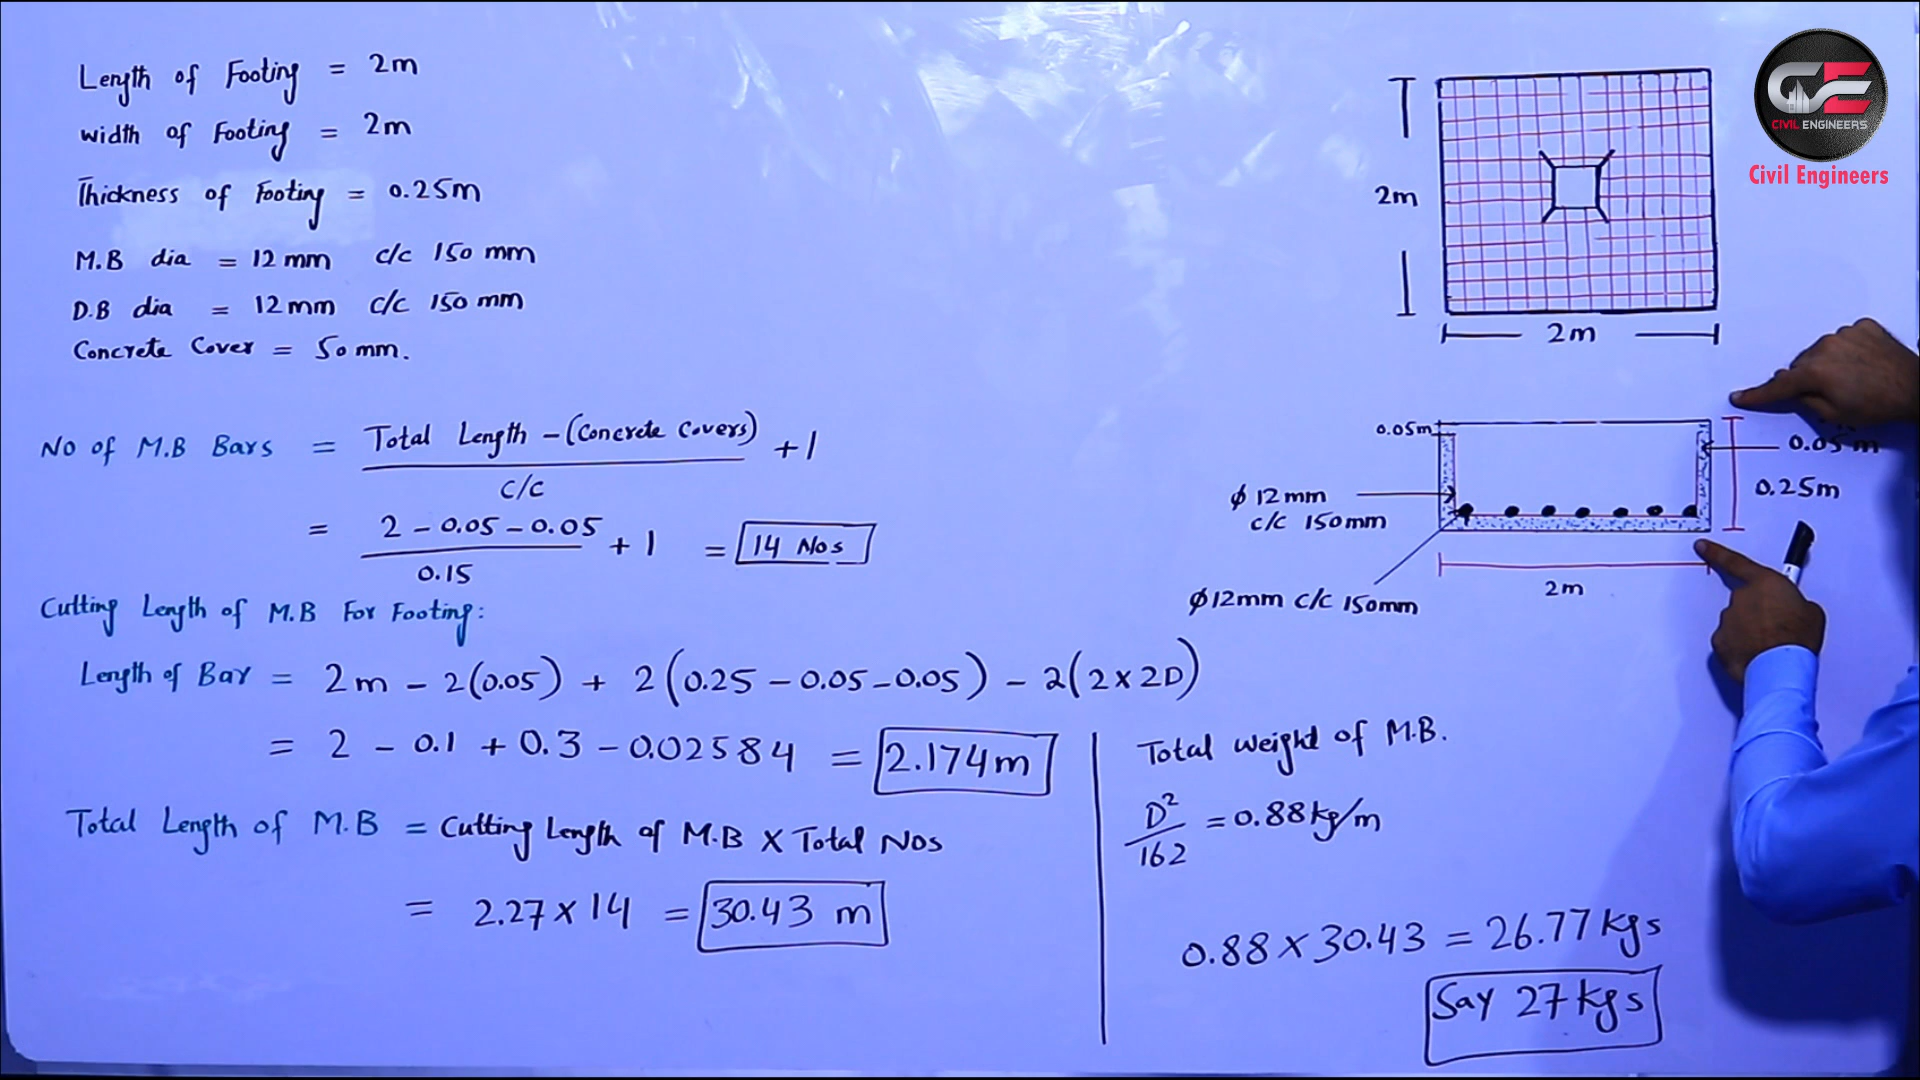 Length of Footing = 2m
width of Footing = 2m
Thickness of Footing = 0.25m
M.B dia = 12 mm c/c 150 mm
D.B dia = 12 mm c/c 150 mm
Concrete Cover = 50 mm.
No of M.B Bars = Total Length - (Concrete Covers) / c/c + 1
= 2 - 0.05 - 0.05 / 0.15 + 1 = 14 Nos
Cutting Length of M.B For Footing:
Length of Bar = 2m - 2(0.05) + 2(0.25 - 0.05 - 0.05) - 2(2x2D)
= 2 - 0.1 + 0.3 - 0.02584 = 2.174m
Total Length of M.B = Cutting Length of M.B X Total Nos
= 2.27 x 14 = 30.43 m
Total weight of M.B.
D² / 162 = 0.88 kg/m
0.88 x 30.43 = 26.77 kgs
Say 27 kgs
2m
2m
0.05m
0.05m
0.25m
ϕ 12 mm
c/c 150mm
ϕ12mm c/c 150mm
2m
CE
CIVIL ENGINEERS
Civil Engineers